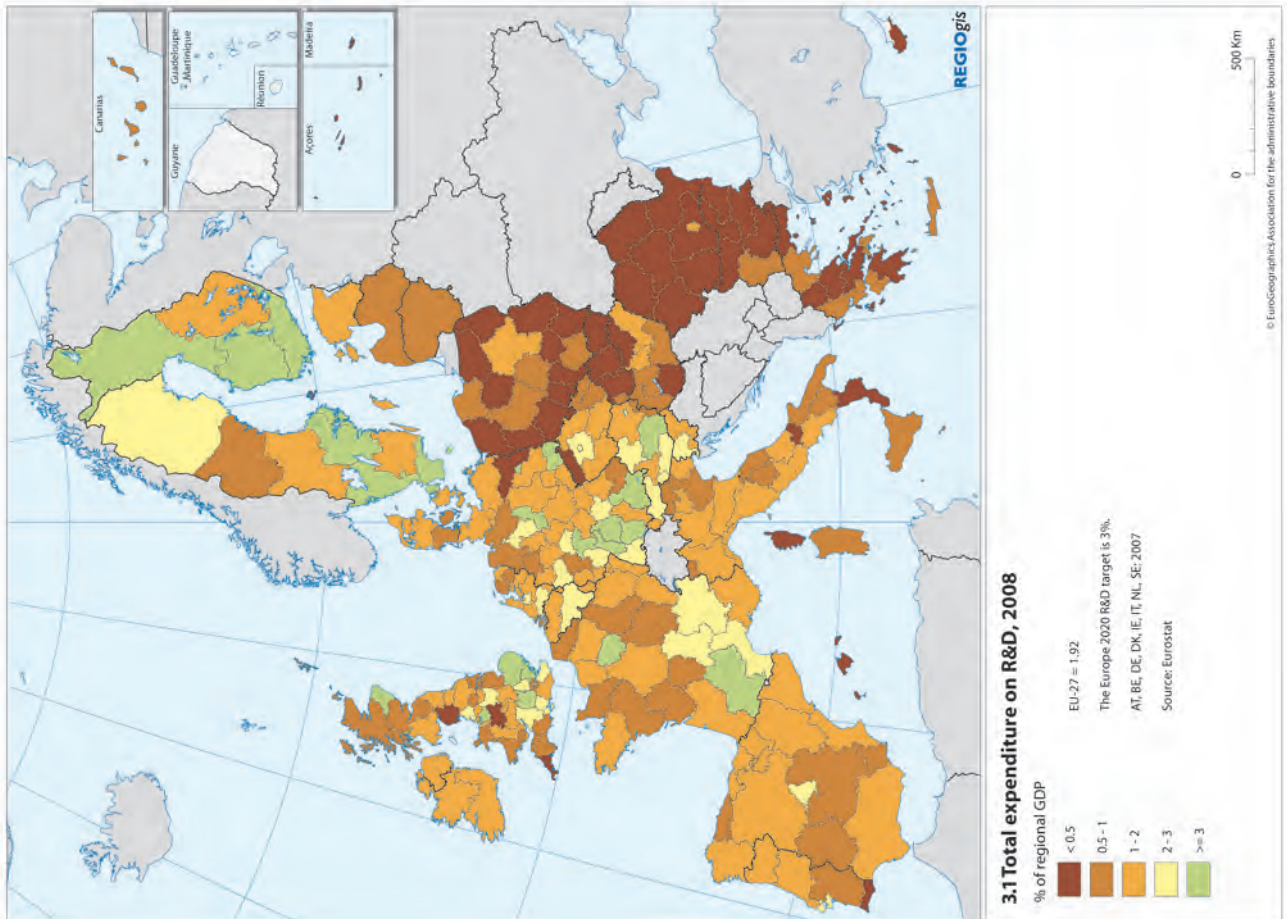 Canarias
Guyane
Guadeloupe
Martinique
Réunion
Açores
Madeira
REGIOgis
3.1 Total expenditure on R&D, 2008
% of regional GDP
< 0.5
0.5 - 1
1 - 2
2 - 3
>= 3
EU-27 = 1.92
The Europe 2020 R&D target is 3%.
AT, BE, DE, DK, IE, IT, NL, SE: 2007
Source: Eurostat
0 500 Km
© EuroGeographics Association for the administrative boundaries